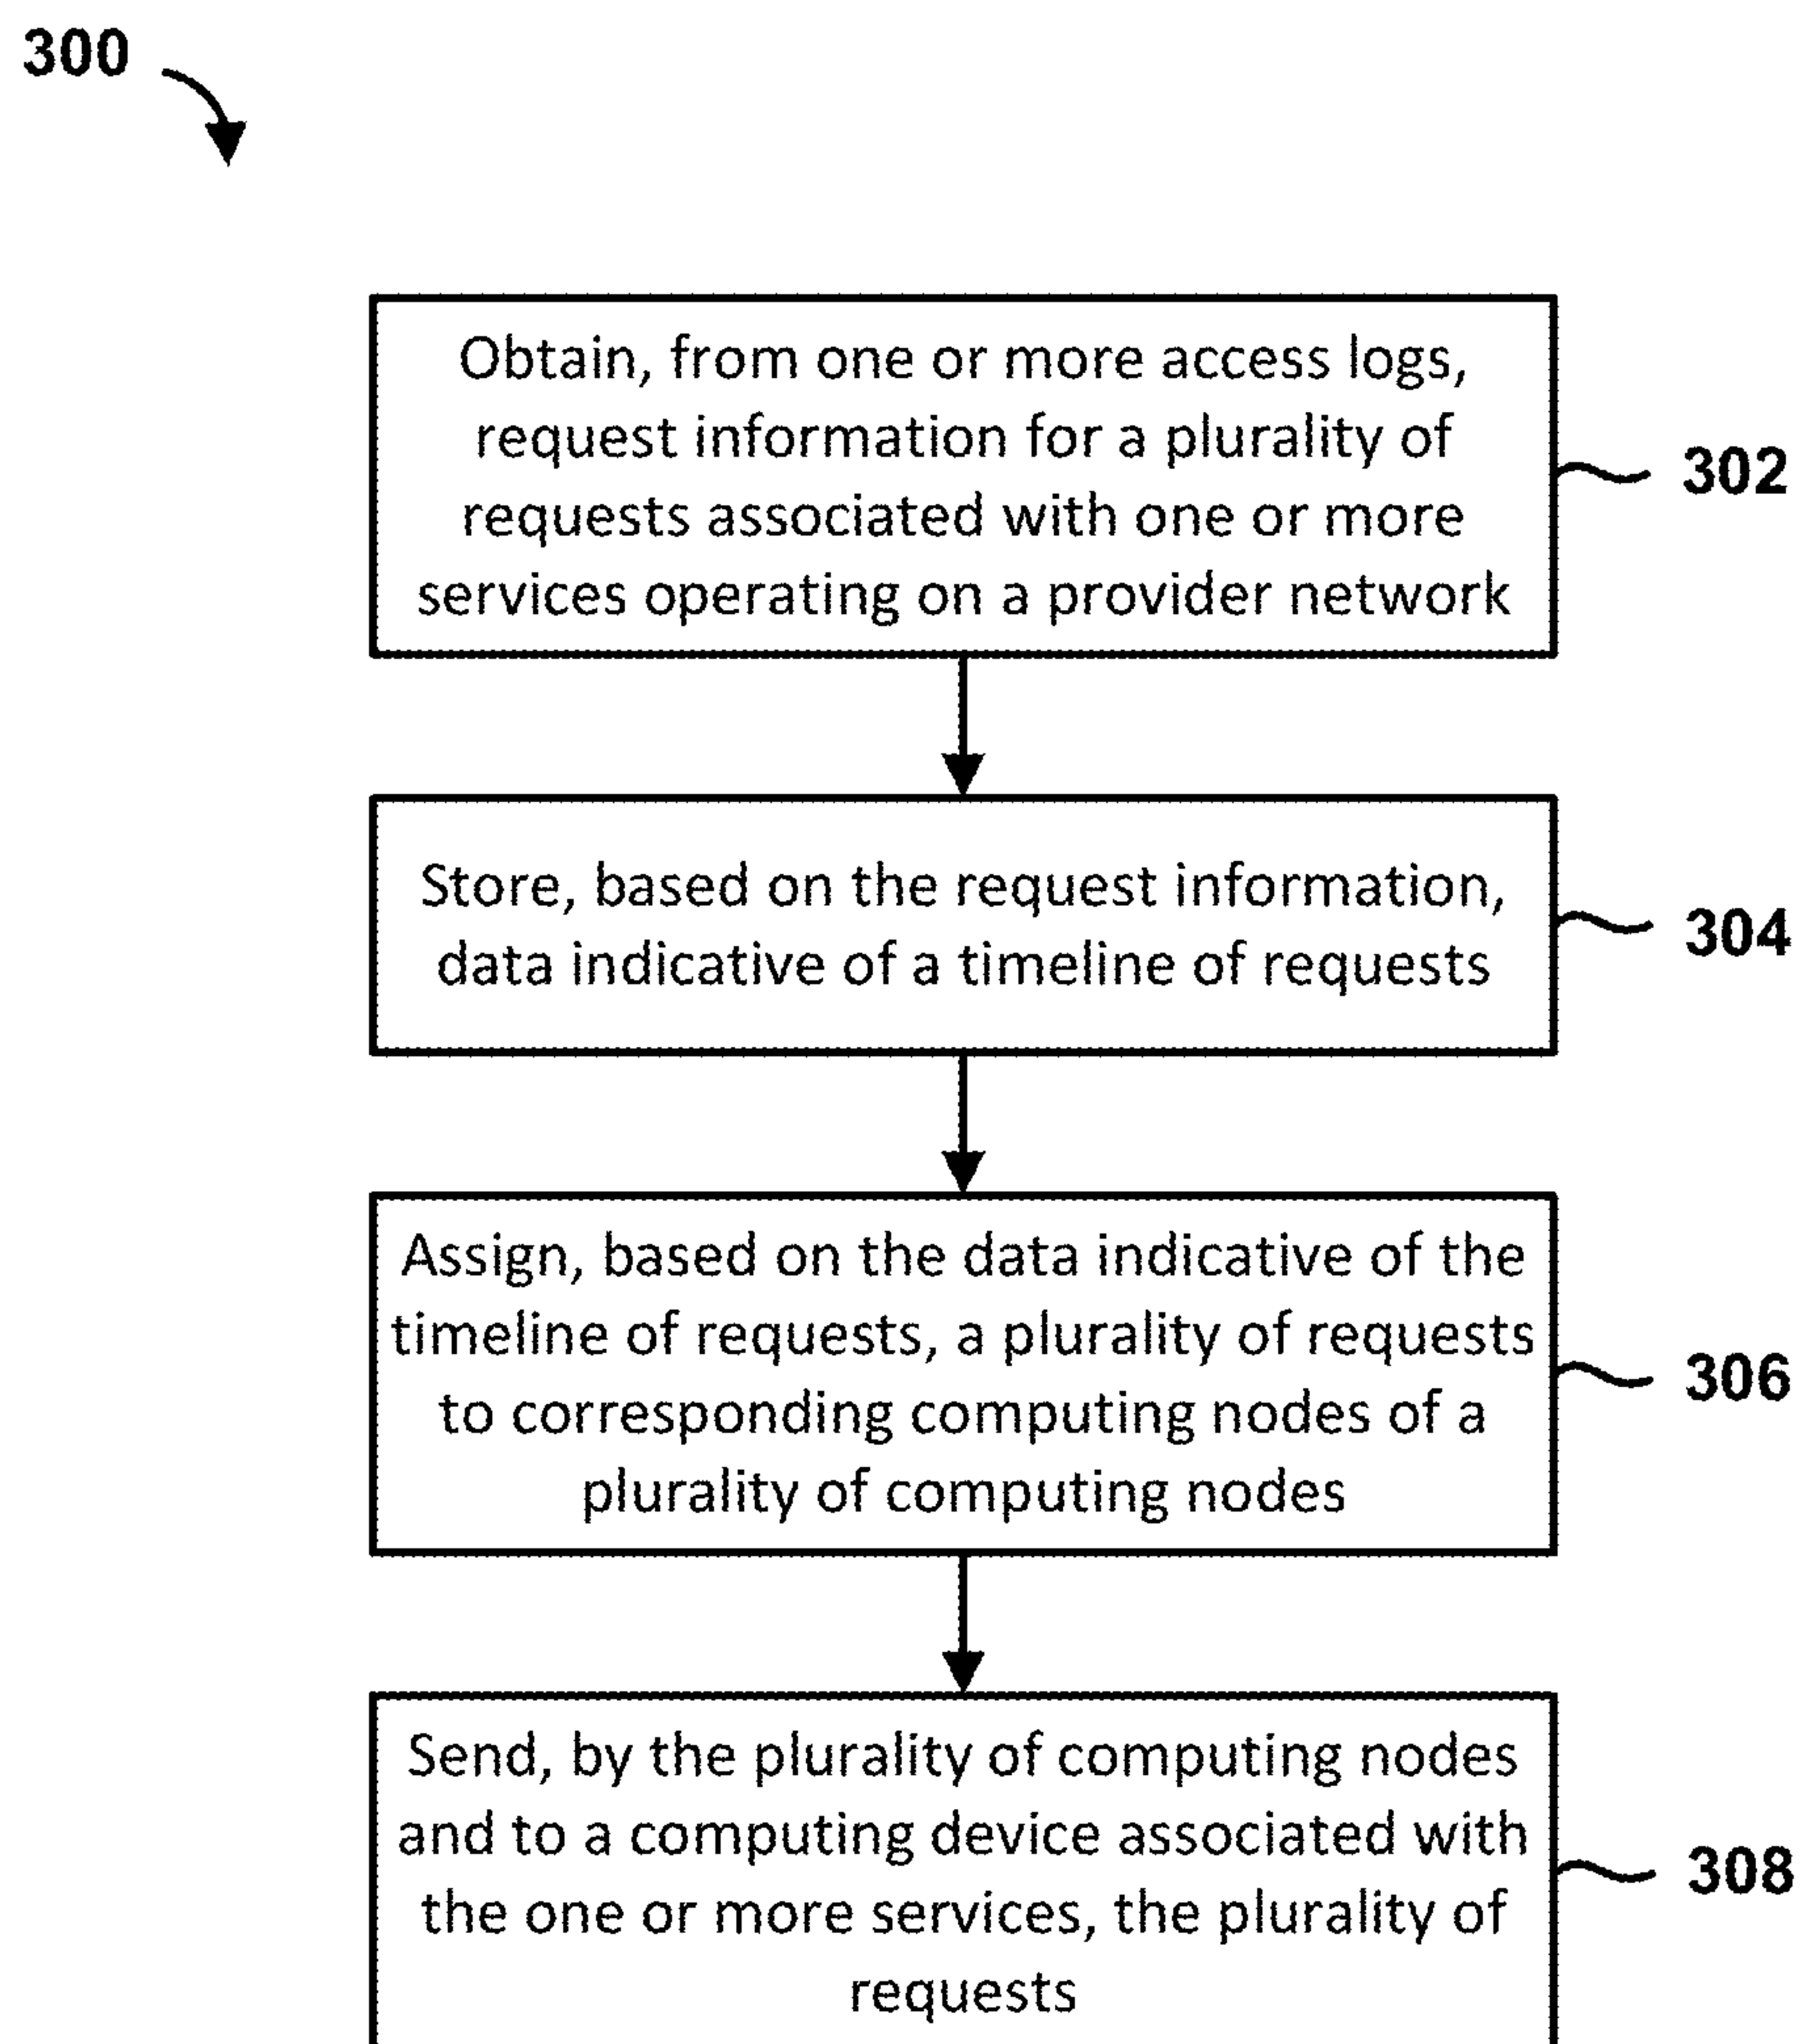 300
Obtain, from one or more access logs,
request information for a plurality of
requests associated with one or more
services operating on a provider network
302
Store, based on the request information,
data indicative of a timeline of requests
304
Assign, based on the data indicative of the
timeline of requests, a plurality of requests
to corresponding computing nodes of a
plurality of computing nodes
306
Send, by the plurality of computing nodes
and to a computing device associated with
the one or more services, the plurality of
requests
308